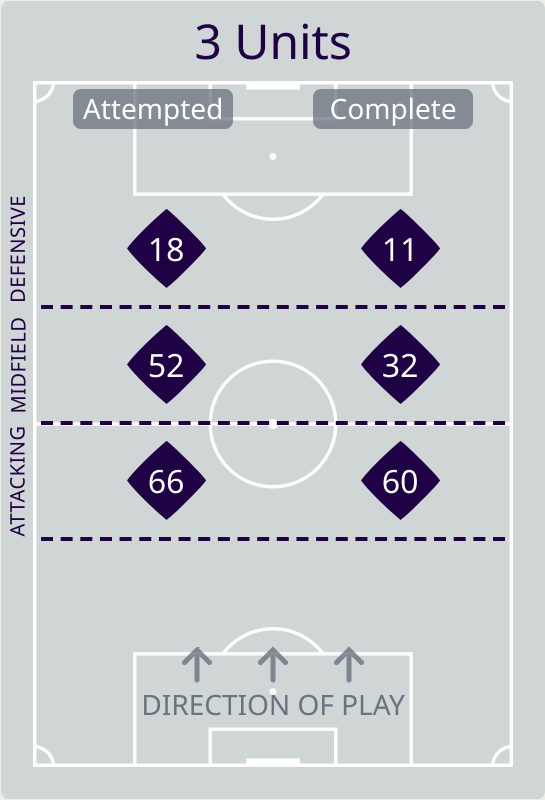 3 Units
Attempted Complete
DEFENSIVE
18 11
MIDFIELD
52 32
ATTACKING
66 60
DIRECTION OF PLAY